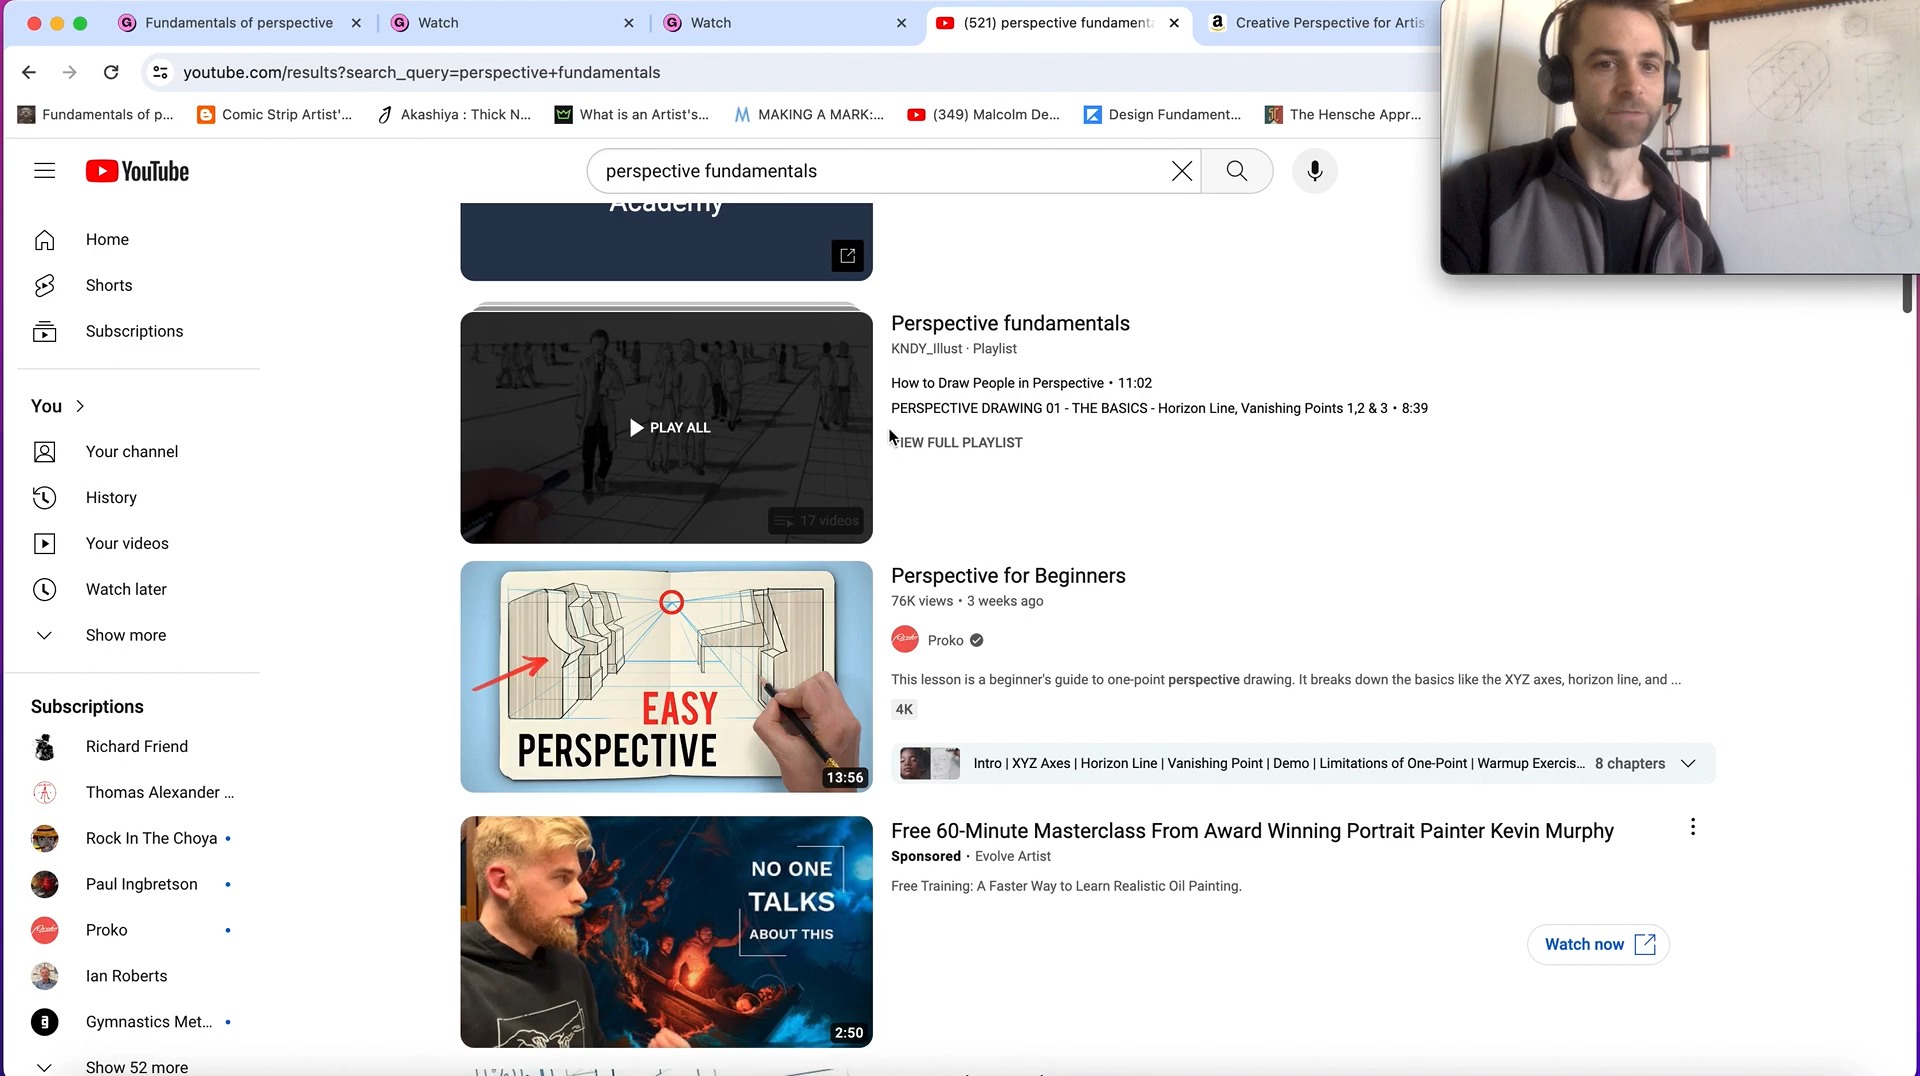 Fundamentals of perspective
Watch
Watch
(521) perspective fundament
Creative Perspective for Artis
youtube.com/results?search_query=perspective+fundamentals
Fundamentals of p...
Comic Strip Artist'...
Akashiya : Thick N...
What is an Artist's...
MAKING A MARK:...
(349) Malcolm De...
Design Fundament...
The Hensche Appr...
YouTube
perspective fundamentals
Home
Shorts
Subscriptions
You
Your channel
History
Your videos
Watch later
Show more
Subscriptions
Richard Friend
Thomas Alexander ...
Rock In The Choya
Paul Ingbretson
Proko
Ian Roberts
Gymnastics Met...
Show 52 more
Academy
PLAY ALL
17 videos
Perspective fundamentals
KNDY_Illust · Playlist
How to Draw People in Perspective • 11:02
PERSPECTIVE DRAWING 01 - THE BASICS - Horizon Line, Vanishing Points 1,2 & 3 • 8:39
VIEW FULL PLAYLIST
EASY
PERSPECTIVE
13:56
Perspective for Beginners
76K views • 3 weeks ago
Proko
This lesson is a beginner's guide to one-point perspective drawing. It breaks down the basics like the XYZ axes, horizon line, and ...
4K
Intro | XYZ Axes | Horizon Line | Vanishing Point | Demo | Limitations of One-Point | Warmup Exercis... 8 chapters
NO ONE
TALKS
ABOUT THIS
2:50
Free 60-Minute Masterclass From Award Winning Portrait Painter Kevin Murphy
Sponsored · Evolve Artist
Free Training: A Faster Way to Learn Realistic Oil Painting.
Watch now